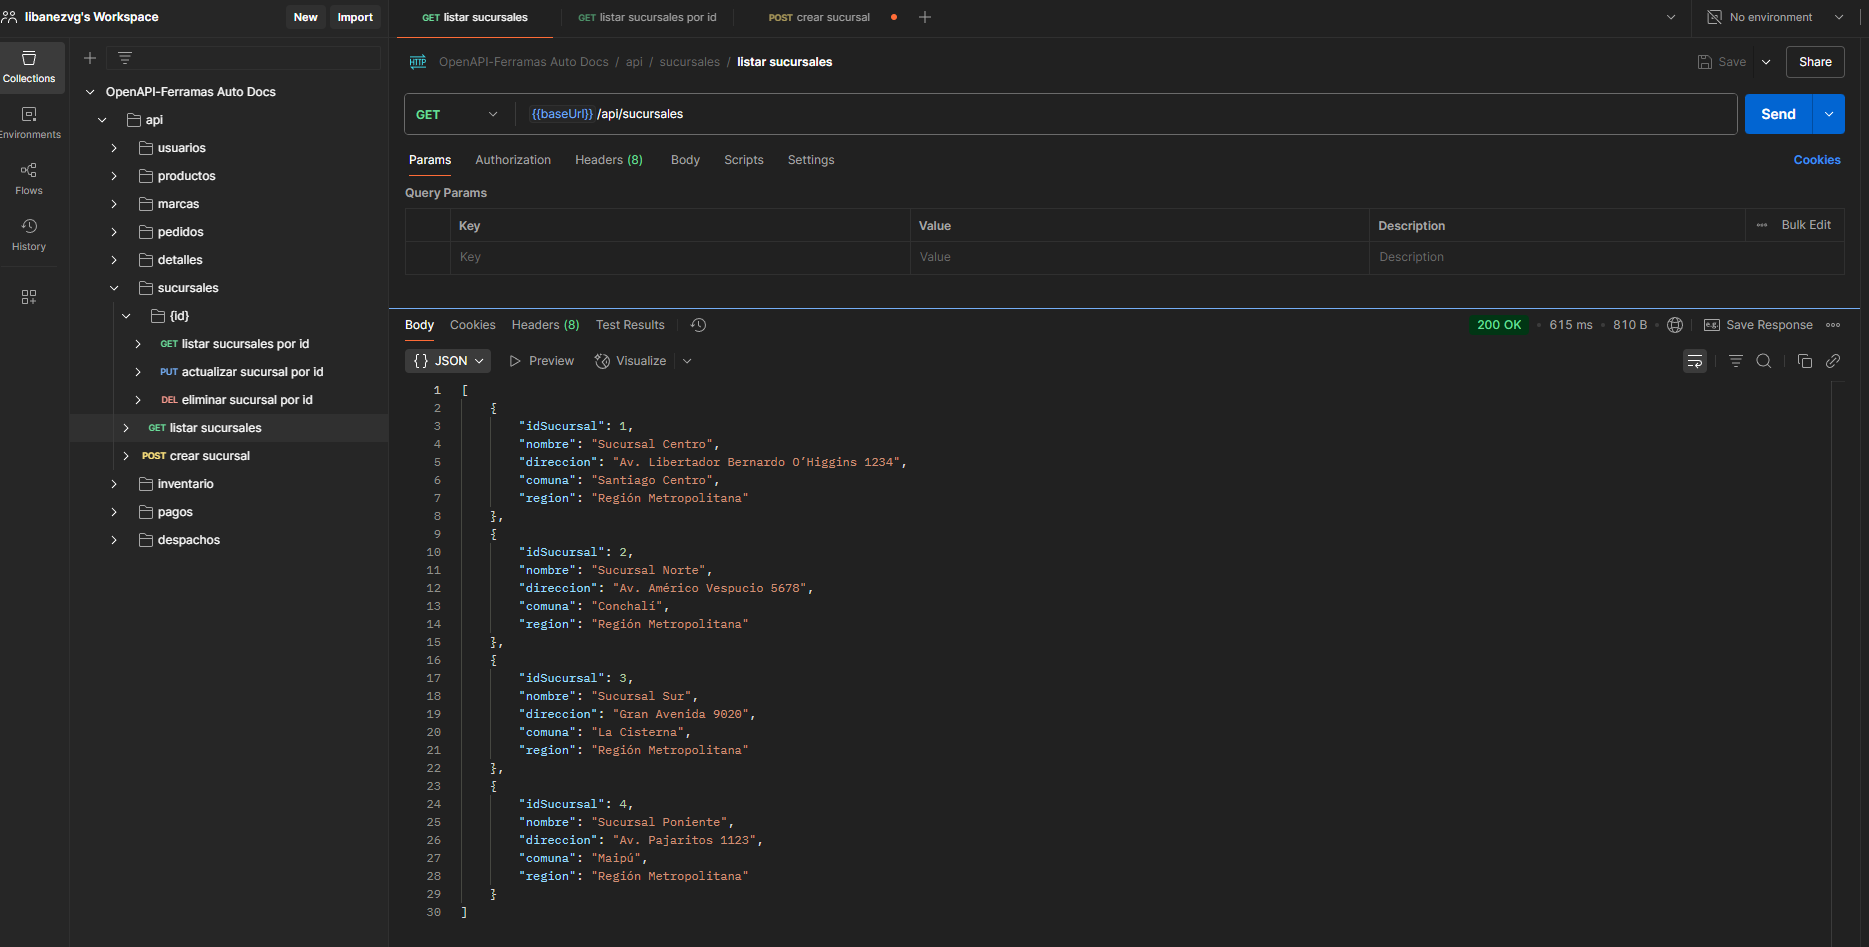 libanezvg's Workspace
New
Import
Collections
Environments
Flows
History
OpenAPI-Ferramas Auto Docs
api
usuarios
productos
marcas
pedidos
detalles
sucursales
{id}
GET listar sucursales por id
PUT actualizar sucursal por id
DEL eliminar sucursal por id
GET listar sucursales
POST crear sucursal
inventario
pagos
despachos
GET listar sucursales
GET listar sucursales por id
POST crear sucursal
No environment
HTTP OpenAPI-Ferramas Auto Docs / api / sucursales / listar sucursales
Save
Share
GET
{{baseUrl}} /api/sucursales
Send
Params Authorization Headers (8) Body Scripts Settings
Cookies
Query Params
Key Value Description Bulk Edit
Key Value Description
Body Cookies Headers (8) Test Results
200 OK • 615 ms • 810 B • e.g. Save Response
{} JSON Preview Visualize
1 [
2 {
3 "idSucursal": 1,
4 "nombre": "Sucursal Centro",
5 "direccion": "Av. Libertador Bernardo O’Higgins 1234",
6 "comuna": "Santiago Centro",
7 "region": "Región Metropolitana"
8 },
9 {
10 "idSucursal": 2,
11 "nombre": "Sucursal Norte",
12 "direccion": "Av. Américo Vespucio 5678",
13 "comuna": "Conchalí",
14 "region": "Región Metropolitana"
15 },
16 {
17 "idSucursal": 3,
18 "nombre": "Sucursal Sur",
19 "direccion": "Gran Avenida 9020",
20 "comuna": "La Cisterna",
21 "region": "Región Metropolitana"
22 },
23 {
24 "idSucursal": 4,
25 "nombre": "Sucursal Poniente",
26 "direccion": "Av. Pajaritos 1123",
27 "comuna": "Maipú",
28 "region": "Región Metropolitana"
29 }
30 ]